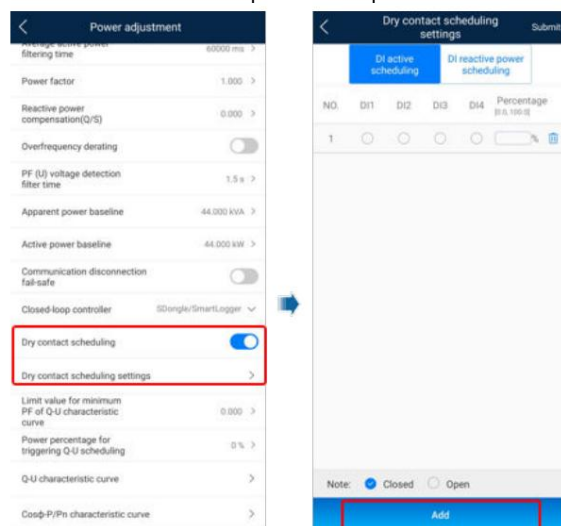 Power adjustment
Average active power
filtering time
60000 ms
Power factor
1.000
Reactive power
compensation(Q/S)
0.000
Overfrequency derating
PF (U) voltage detection
filter time
1.5 s
Apparent power baseline
44.000 kVA
Active power baseline
44.000 kW
Communication disconnection
fail-safe
Closed-loop controller
SDongle/SmartLogger
Dry contact scheduling
Dry contact scheduling settings
Limit value for minimum
PF of Q-U characteristic
curve
0.000
Power percentage for
triggering Q-U scheduling
0 %
Q-U characteristic curve
Cosϕ-P/Pn characteristic curve
Dry contact scheduling
settings
Submit
DI active
scheduling
DI reactive power
scheduling
NO. DI1 DI2 DI3 DI4 Percentage
[0.0, 100.0]
1 %
Note: Closed Open
Add